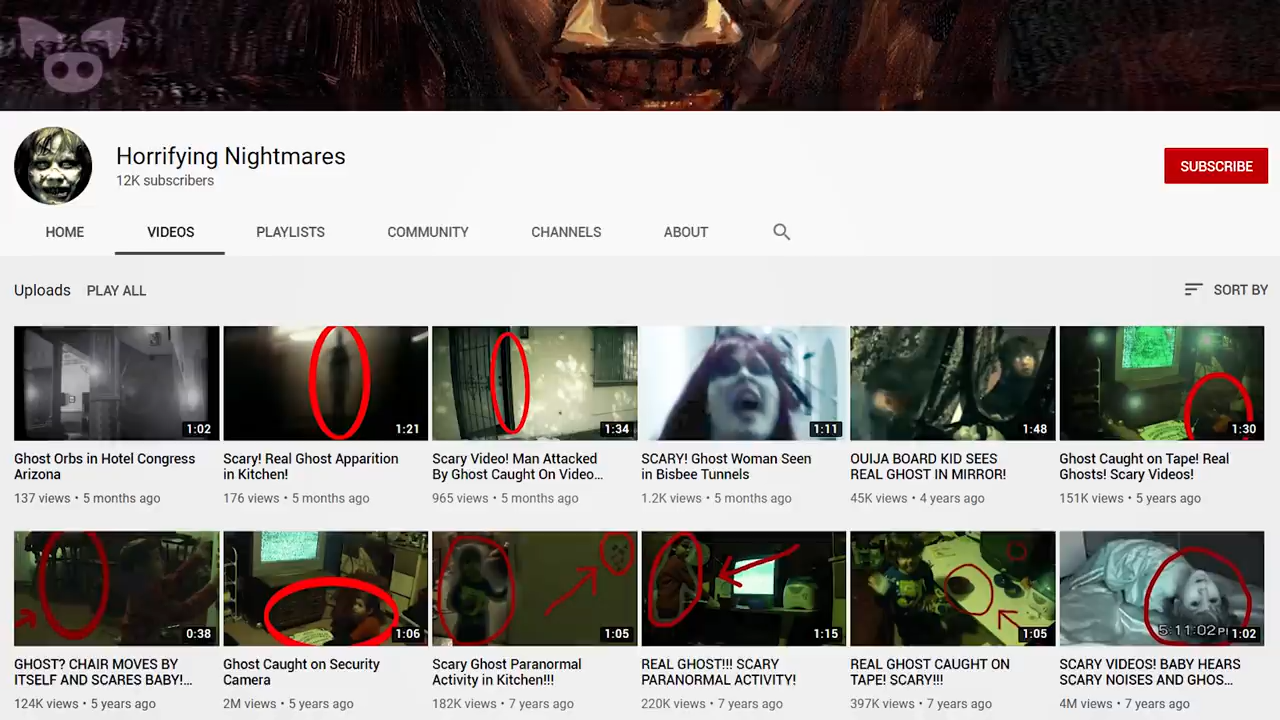 Horrifying Nightmares
12K subscribers
SUBSCRIBE
HOME VIDEOS PLAYLISTS COMMUNITY CHANNELS ABOUT
Uploads PLAY ALL SORT BY
1:02
1:21
1:34
1:11
1:48
1:30
Ghost Orbs in Hotel Congress
Arizona
137 views • 5 months ago
Scary! Real Ghost Apparition
in Kitchen!
176 views • 5 months ago
Scary Video! Man Attacked
By Ghost Caught On Video...
965 views • 5 months ago
SCARY! Ghost Woman Seen
in Bisbee Tunnels
1.2K views • 5 months ago
OUIJA BOARD KID SEES
REAL GHOST IN MIRROR!
45K views • 4 years ago
Ghost Caught on Tape! Real
Ghosts! Scary Videos!
151K views • 5 years ago
0:38
1:06
1:05
1:15
1:05
5:11:02PM
1:02
GHOST? CHAIR MOVES BY
ITSELF AND SCARES BABY!...
124K views • 5 years ago
Ghost Caught on Security
Camera
2M views • 5 years ago
Scary Ghost Paranormal
Activity in Kitchen!!!
182K views • 7 years ago
REAL GHOST!!! SCARY
PARANORMAL ACTIVITY!
220K views • 7 years ago
REAL GHOST CAUGHT ON
TAPE! SCARY!!!
397K views • 7 years ago
SCARY VIDEOS! BABY HEARS
SCARY NOISES AND GHOS...
4M views • 7 years ago